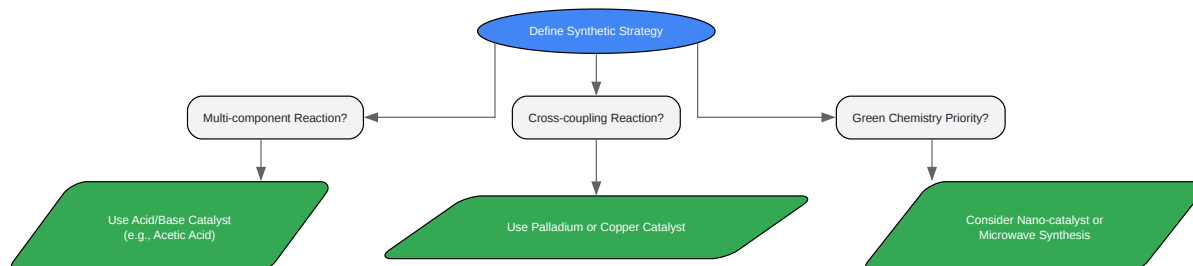 Define Synthetic Strategy
Multi-component Reaction?
Cross-coupling Reaction?
Green Chemistry Priority?
Use Acid/Base Catalyst
(e.g., Acetic Acid)
Use Palladium or Copper Catalyst
Consider Nano-catalyst or
Microwave Synthesis